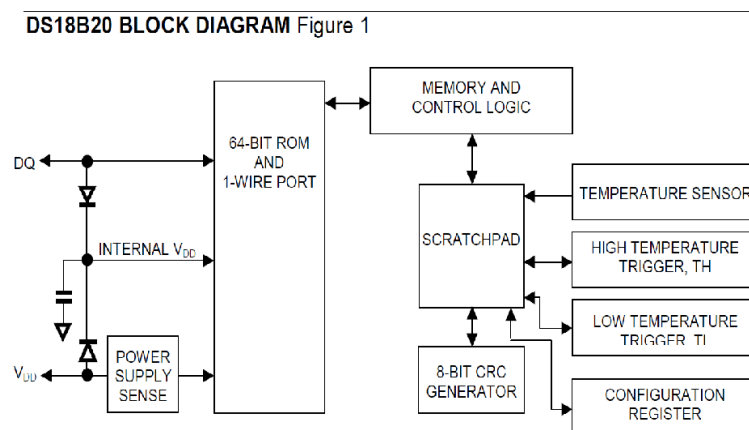 DS18B20 BLOCK DIAGRAM Figure 1
MEMORY AND
CONTROL LOGIC
64-BIT ROM
AND
1-WIRE PORT
DQ
INTERNAL VDD
VDD
POWER
SUPPLY
SENSE
SCRATCHPAD
8-BIT CRC
GENERATOR
TEMPERATURE SENSOR
HIGH TEMPERATURE
TRIGGER, TH
LOW TEMPERATURE
TRIGGER, TL
CONFIGURATION
REGISTER